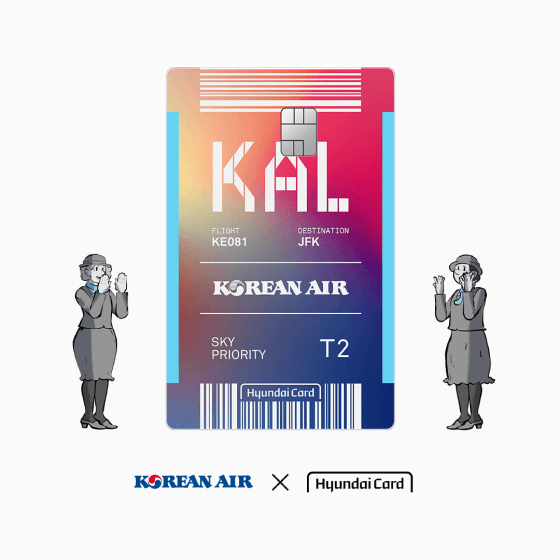 KAL
FLIGHT DESTINATION
KE081 JFK
KOREAN AIR
SKY
PRIORITY
T2
Hyundai Card
KOREAN AIR × Hyundai Card